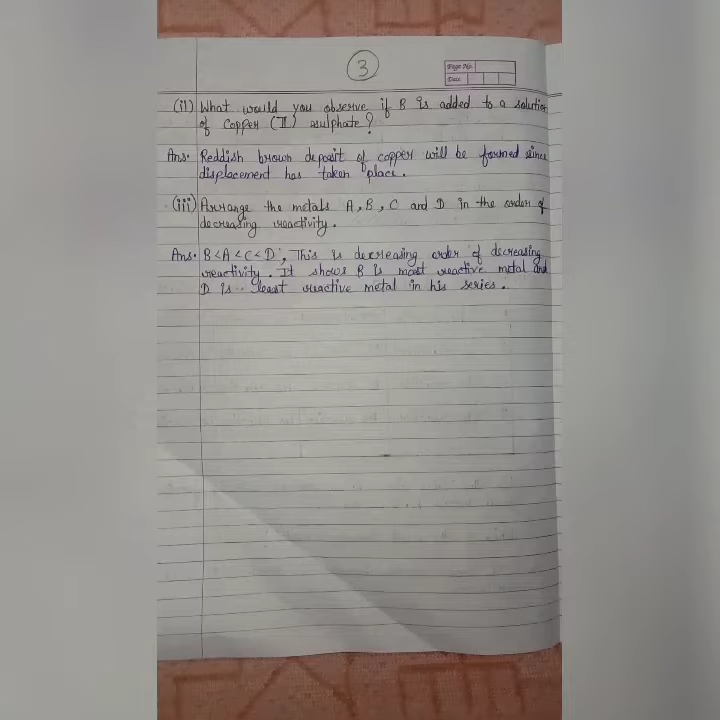 3
Page No.
Date
(ii) What would you observe if B is added to a solution
of Copper (II) sulphate?
Ans. Reddish brown deposit of copper will be formed since
displacement has taken place.
(iii) Arrange the metals A, B, C and D in the order of
decreasing reactivity.
Ans. B < A < C < D, This is decreasing order of decreasing
reactivity. It shows B is most reactive metal and
D is least reactive metal in his series.